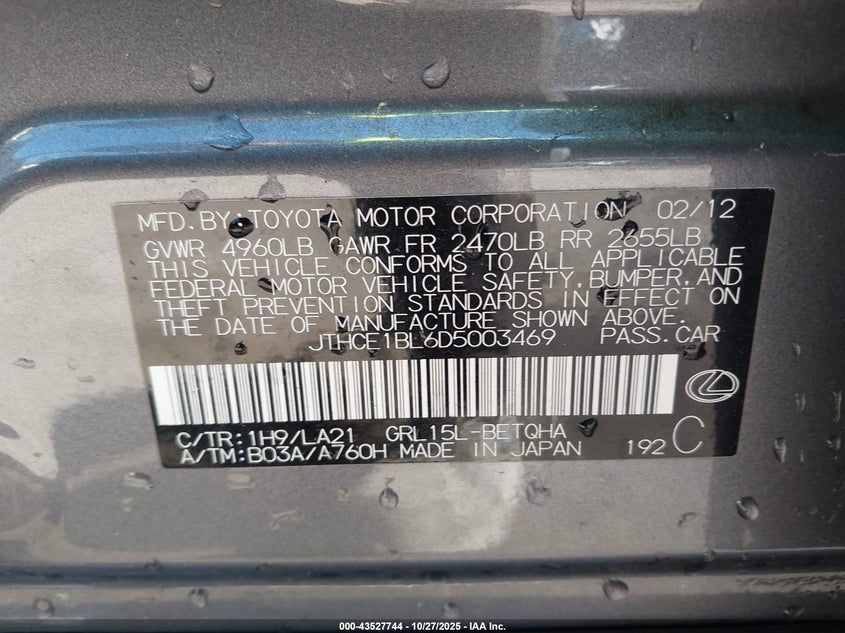 MFD.BY:TOYOTA MOTOR CORPORATION 02/12
GVWR 4960LB GAWR FR 2470LB RR 2655LB
THIS VEHICLE CONFORMS TO ALL APPLICABLE
FEDERAL MOTOR VEHICLE SAFETY,BUMPER,AND
THEFT PREVENTION STANDARDS IN EFFECT ON
THE DATE OF MANUFACTURE SHOWN ABOVE.
JTHCE1BL6D5003469 PASS.CAR
C/TR:1H9/LA21 GRL15L-BETQHA
A/TM:B03A/A760H MADE IN JAPAN 192 C
000-43527744 | 10/27/2025 - IAA Inc.